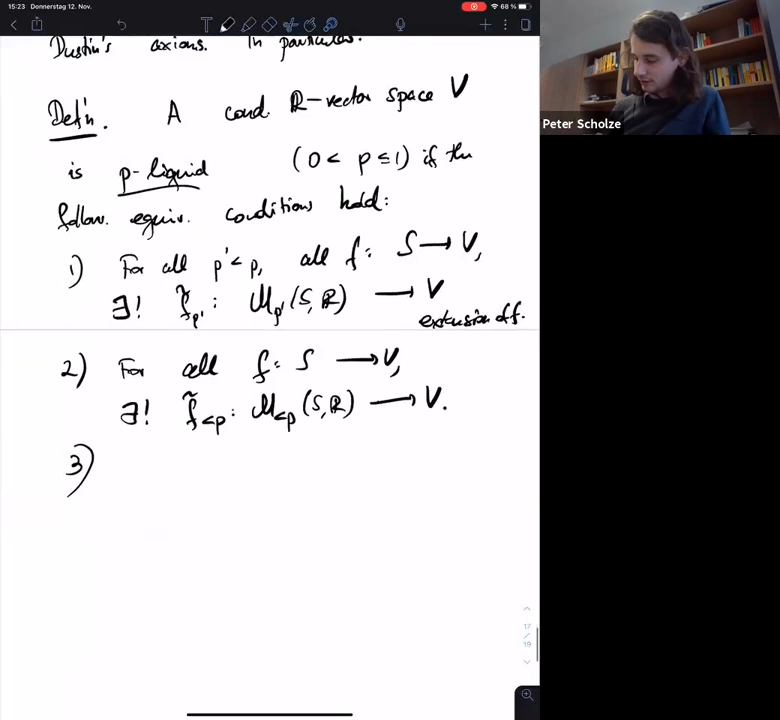 15:23 Donnerstag 12. Nov.
68 %
Dustin's axioms. In particular.
Peter Scholze
Def'n. A cond. ℝ-vector space V
is p-liquid (0 < p ≤ 1) if the
follow. equiv. conditions hold:
1) For all p' < p, all f: S → V,
∃! f̃_p' : M_p'(S, ℝ) → V
extension of f.
2) For all f: S → V,
∃! f̃_<p : M_<p(S, ℝ) → V.
3)
17
/
19